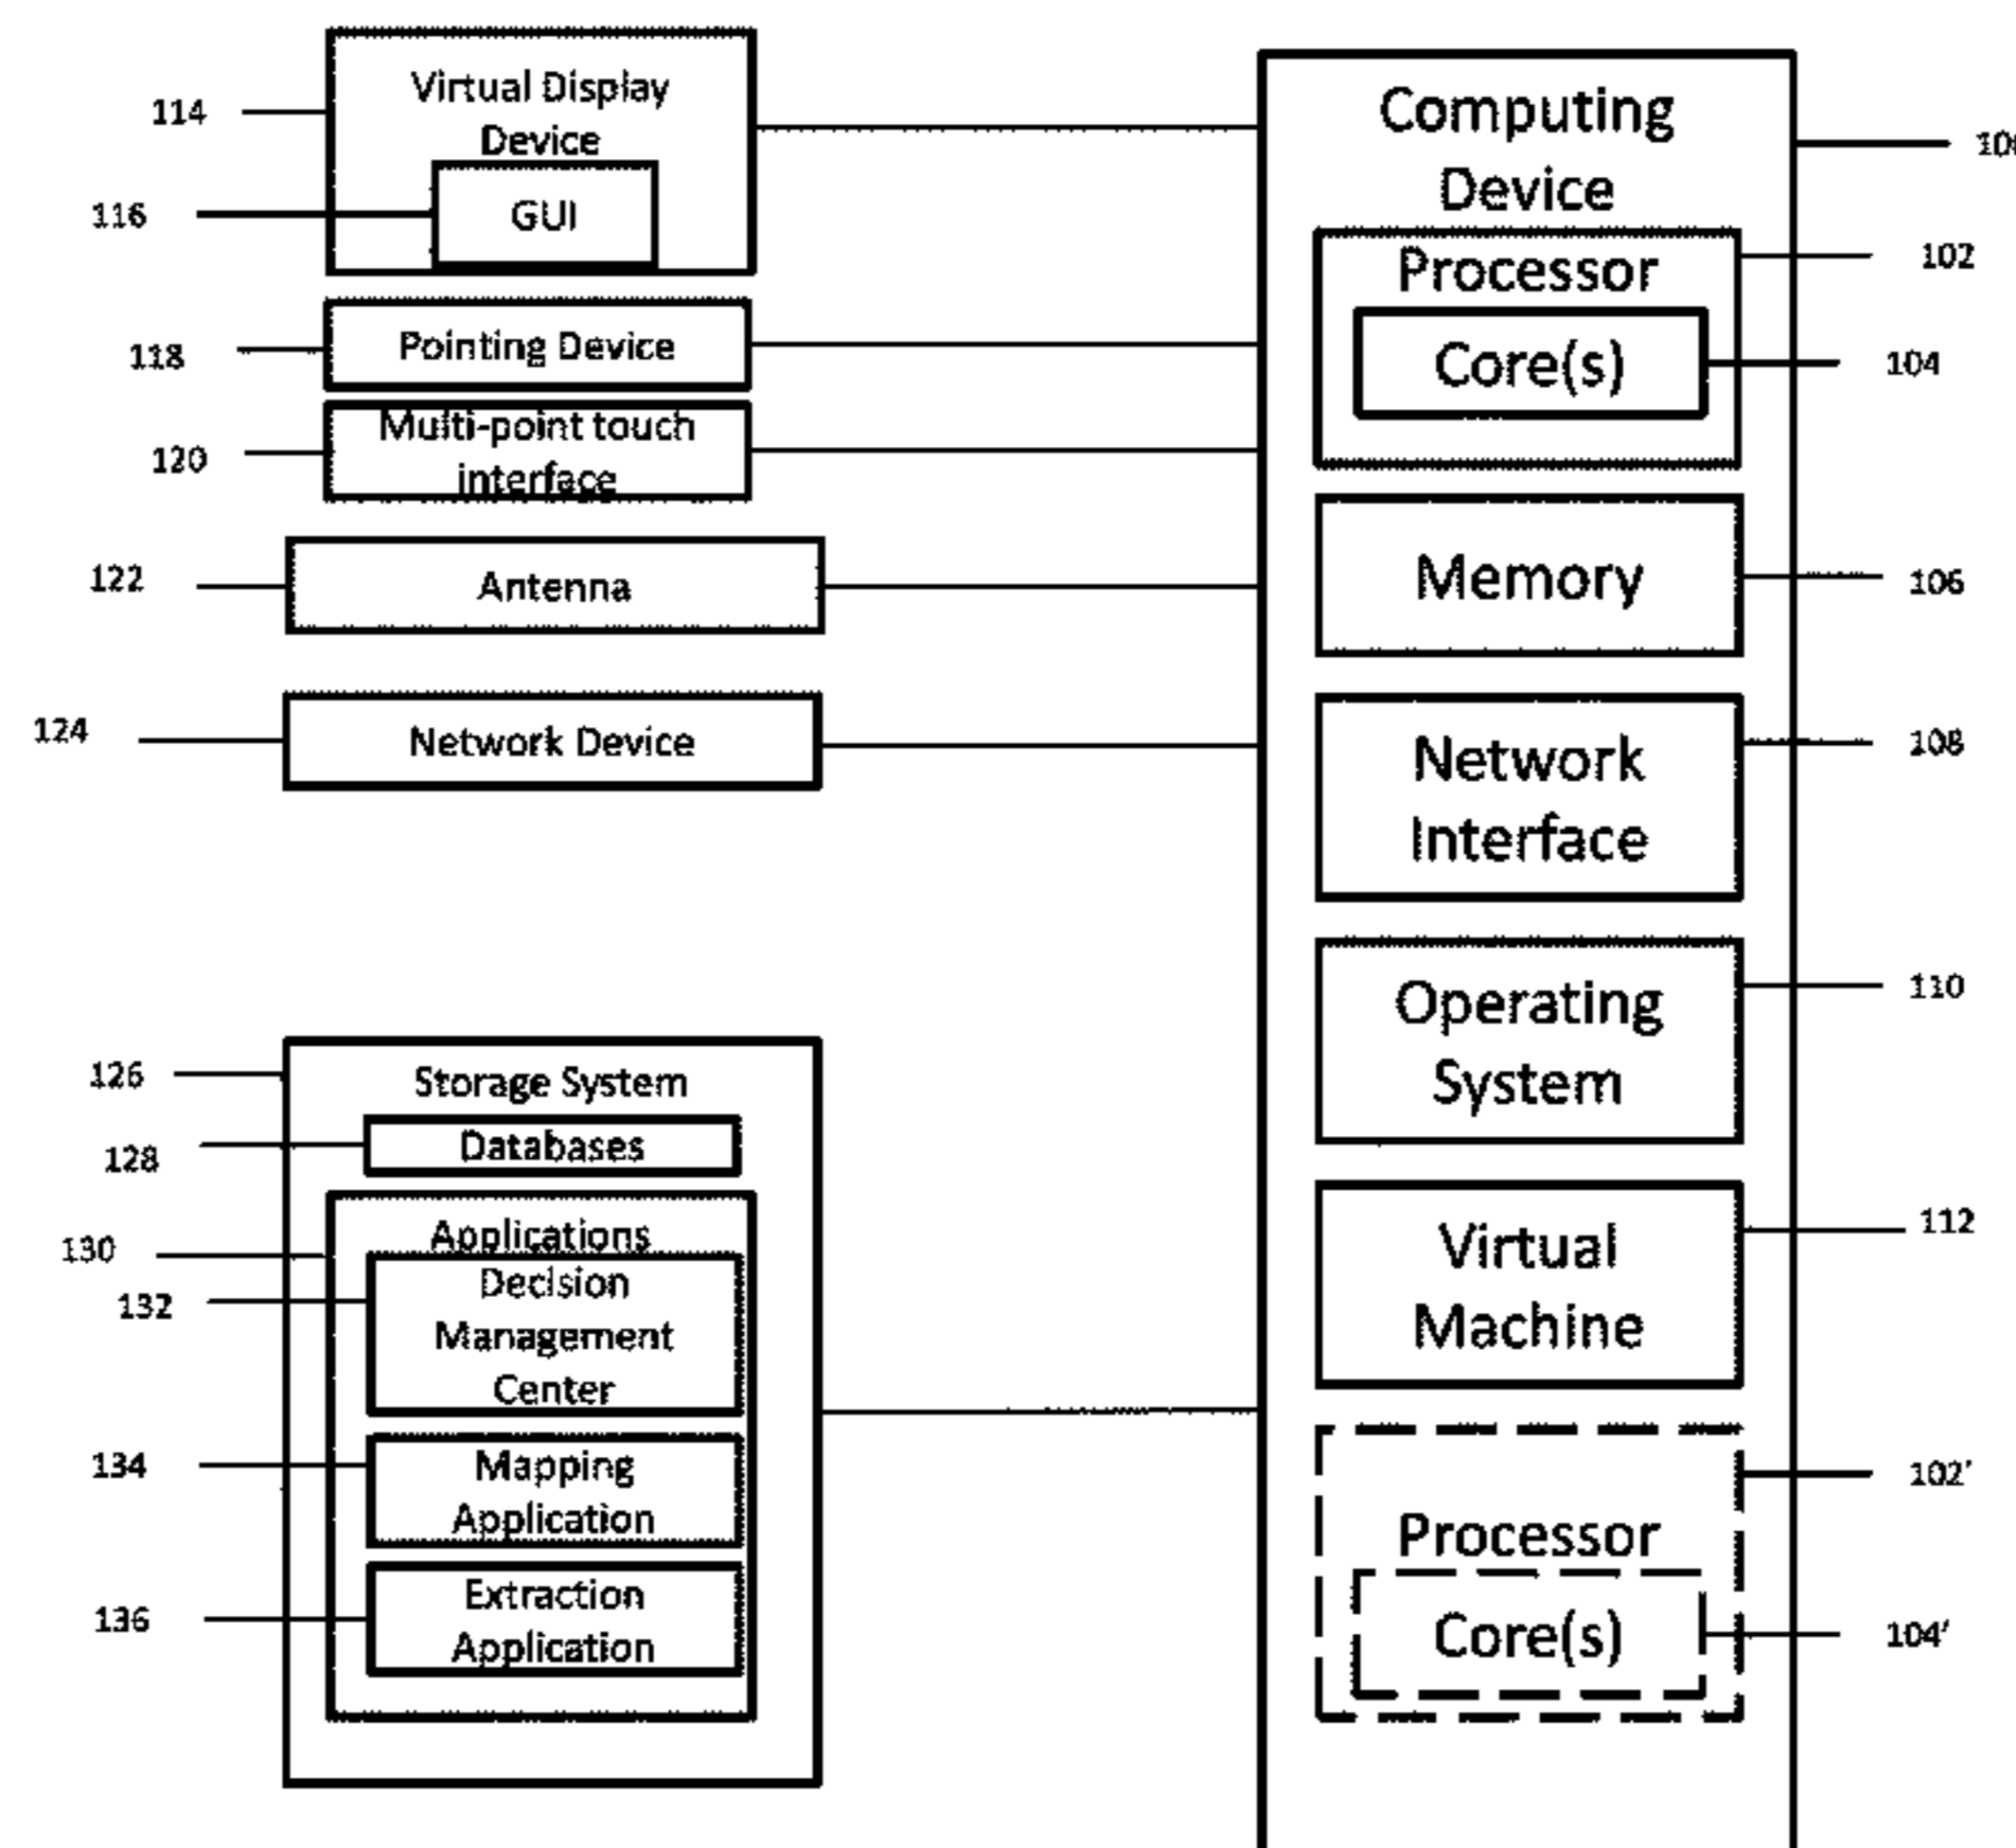 114
Virtual Display
Device
116
GUI
118
Pointing Device
120
Multi-point touch
interface
122
Antenna
124
Network Device
126
Storage System
128
Databases
130
Applications
132
Decision
Management
Center
134
Mapping
Application
136
Extraction
Application
Computing
Device
Processor
102
Core(s)
104
Memory
106
Network
Interface
108
Operating
System
110
Virtual
Machine
112
Processor
102'
Core(s)
104'